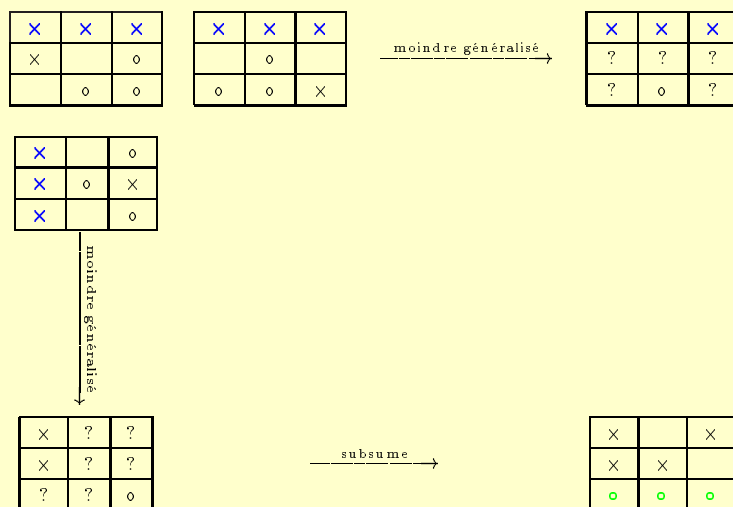 x x x x x x moindre généralisé x x x
x o o ? ? ?
o o o o x ? o ?
x o
x o x
x o
moindre généralisé
x ? ? x x
x ? ? subsume x x
? ? o o o o